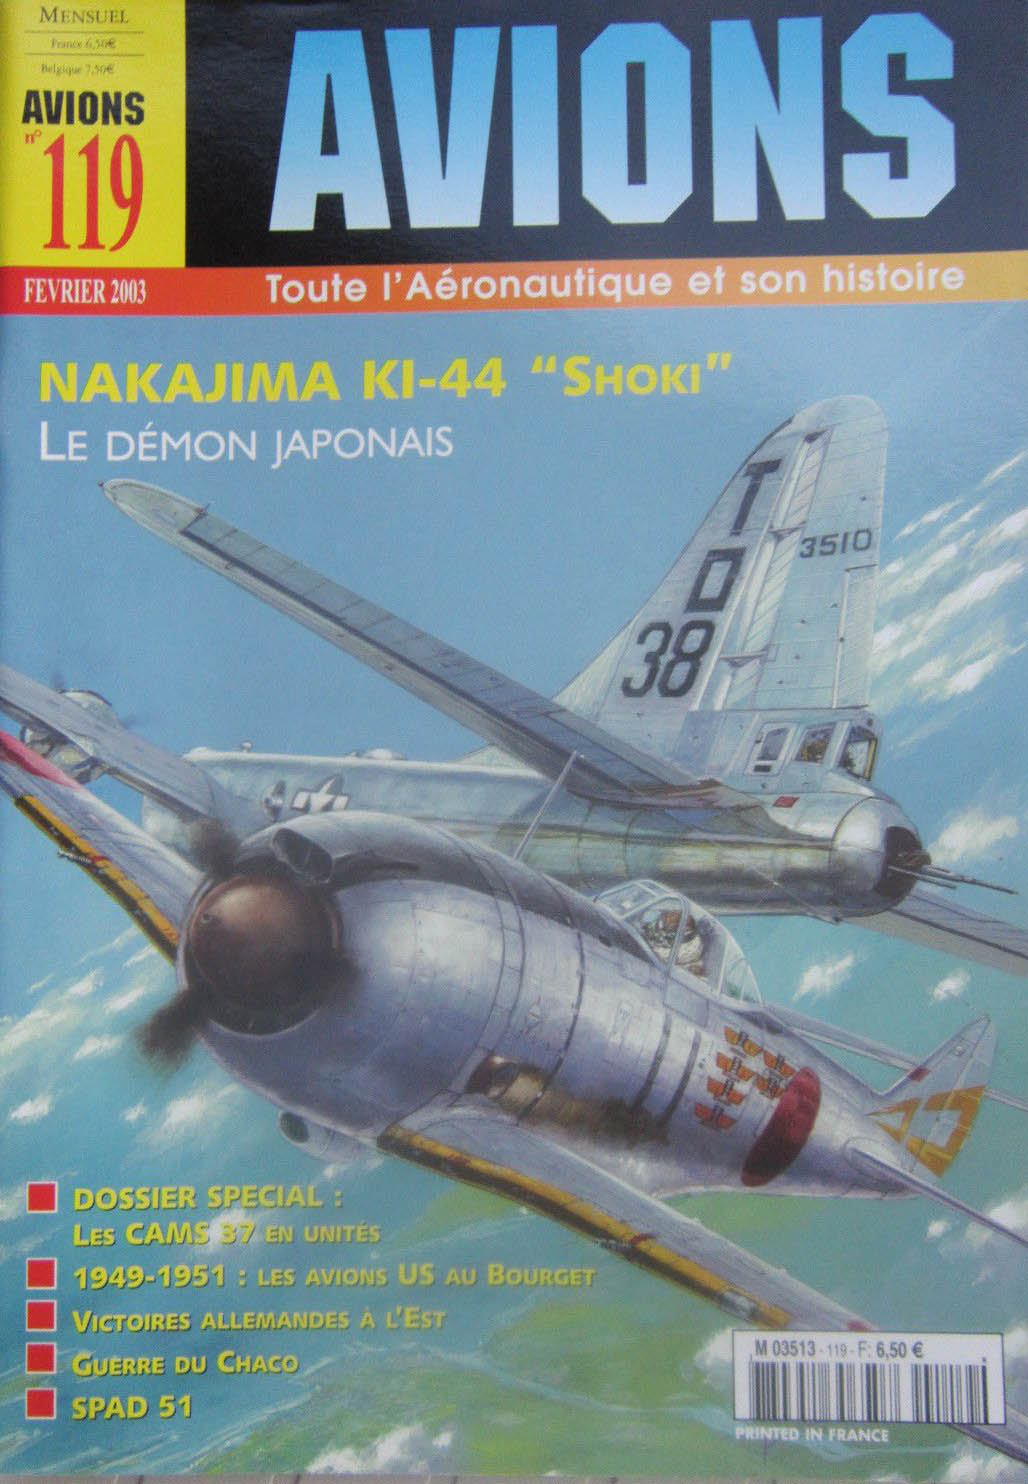 MENSUEL
France 6,50€
Belgique 7,50€
AVIONS
n° 119
FEVRIER 2003
AVIONS
Toute l'Aéronautique et son histoire
NAKAJIMA KI-44 “SHOKI”
LE DÉMON JAPONAIS
T
3510
38
DOSSIER SPECIAL :
LES CAMS 37 EN UNITÉS
1949-1951 : LES AVIONS US AU BOURGET
VICTOIRES ALLEMANDES À L'EST
GUERRE DU CHACO
SPAD 51
M 03513 - 119 - F: 6,50 €
PRINTED IN FRANCE